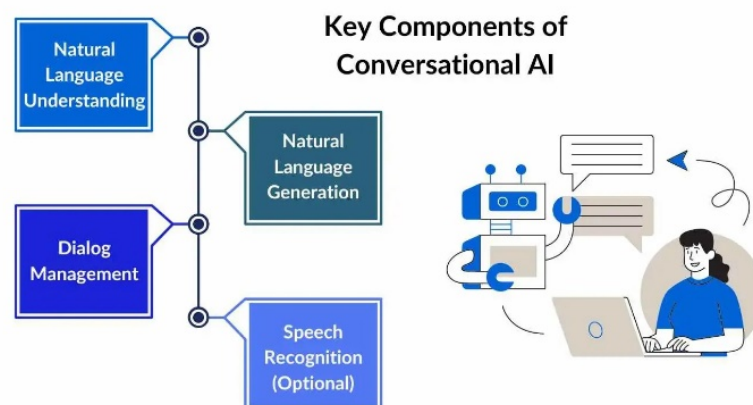 Key Components of
Conversational AI
Natural
Language
Understanding
Natural
Language
Generation
Dialog
Management
Speech
Recognition
(Optional)